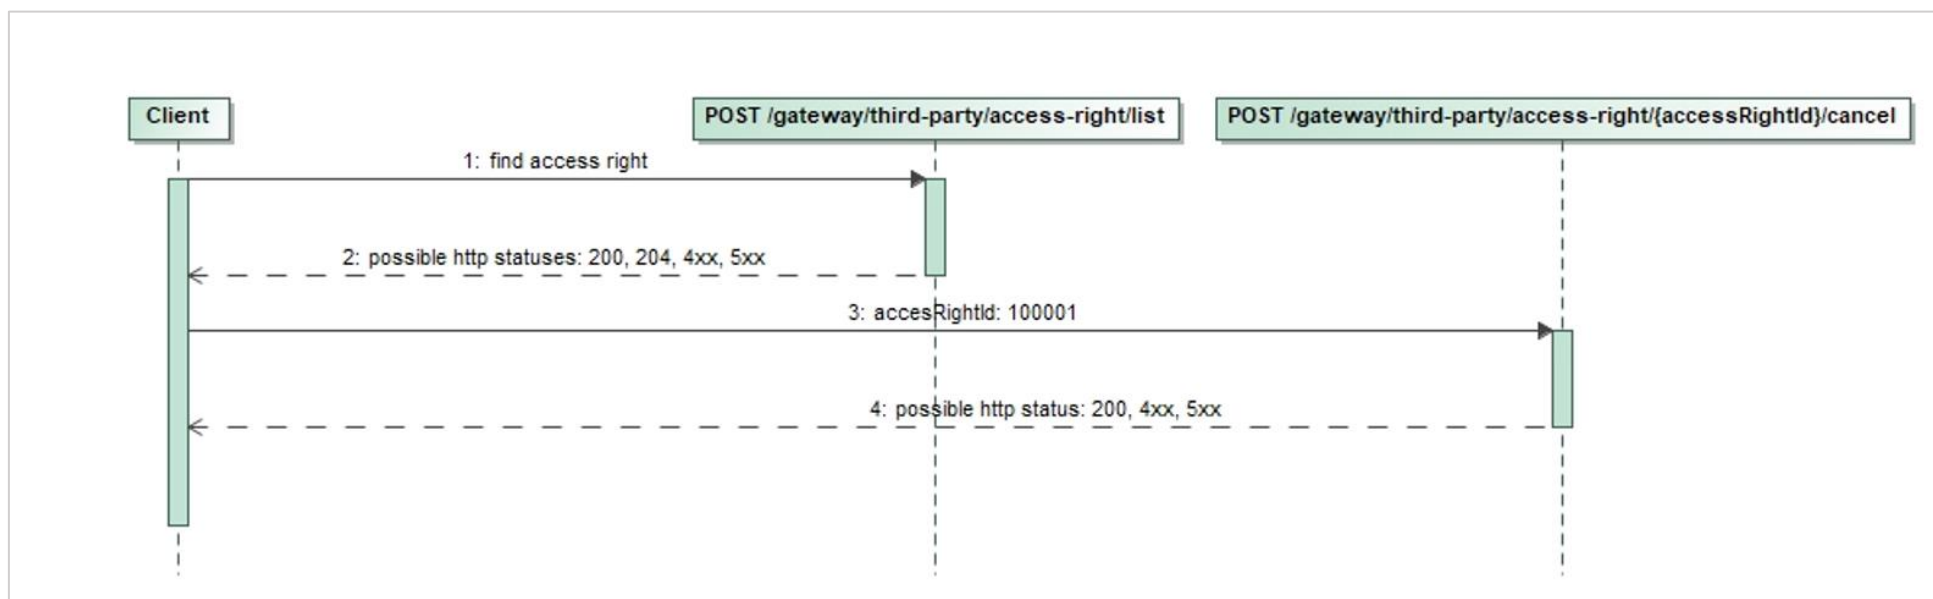 Client
POST /gateway/third-party/access-right/list
POST /gateway/third-party/access-right/{accessRightId}/cancel
1: find access right
2: possible http statuses: 200, 204, 4xx, 5xx
3: accesRightId: 100001
4: possible http status: 200, 4xx, 5xx